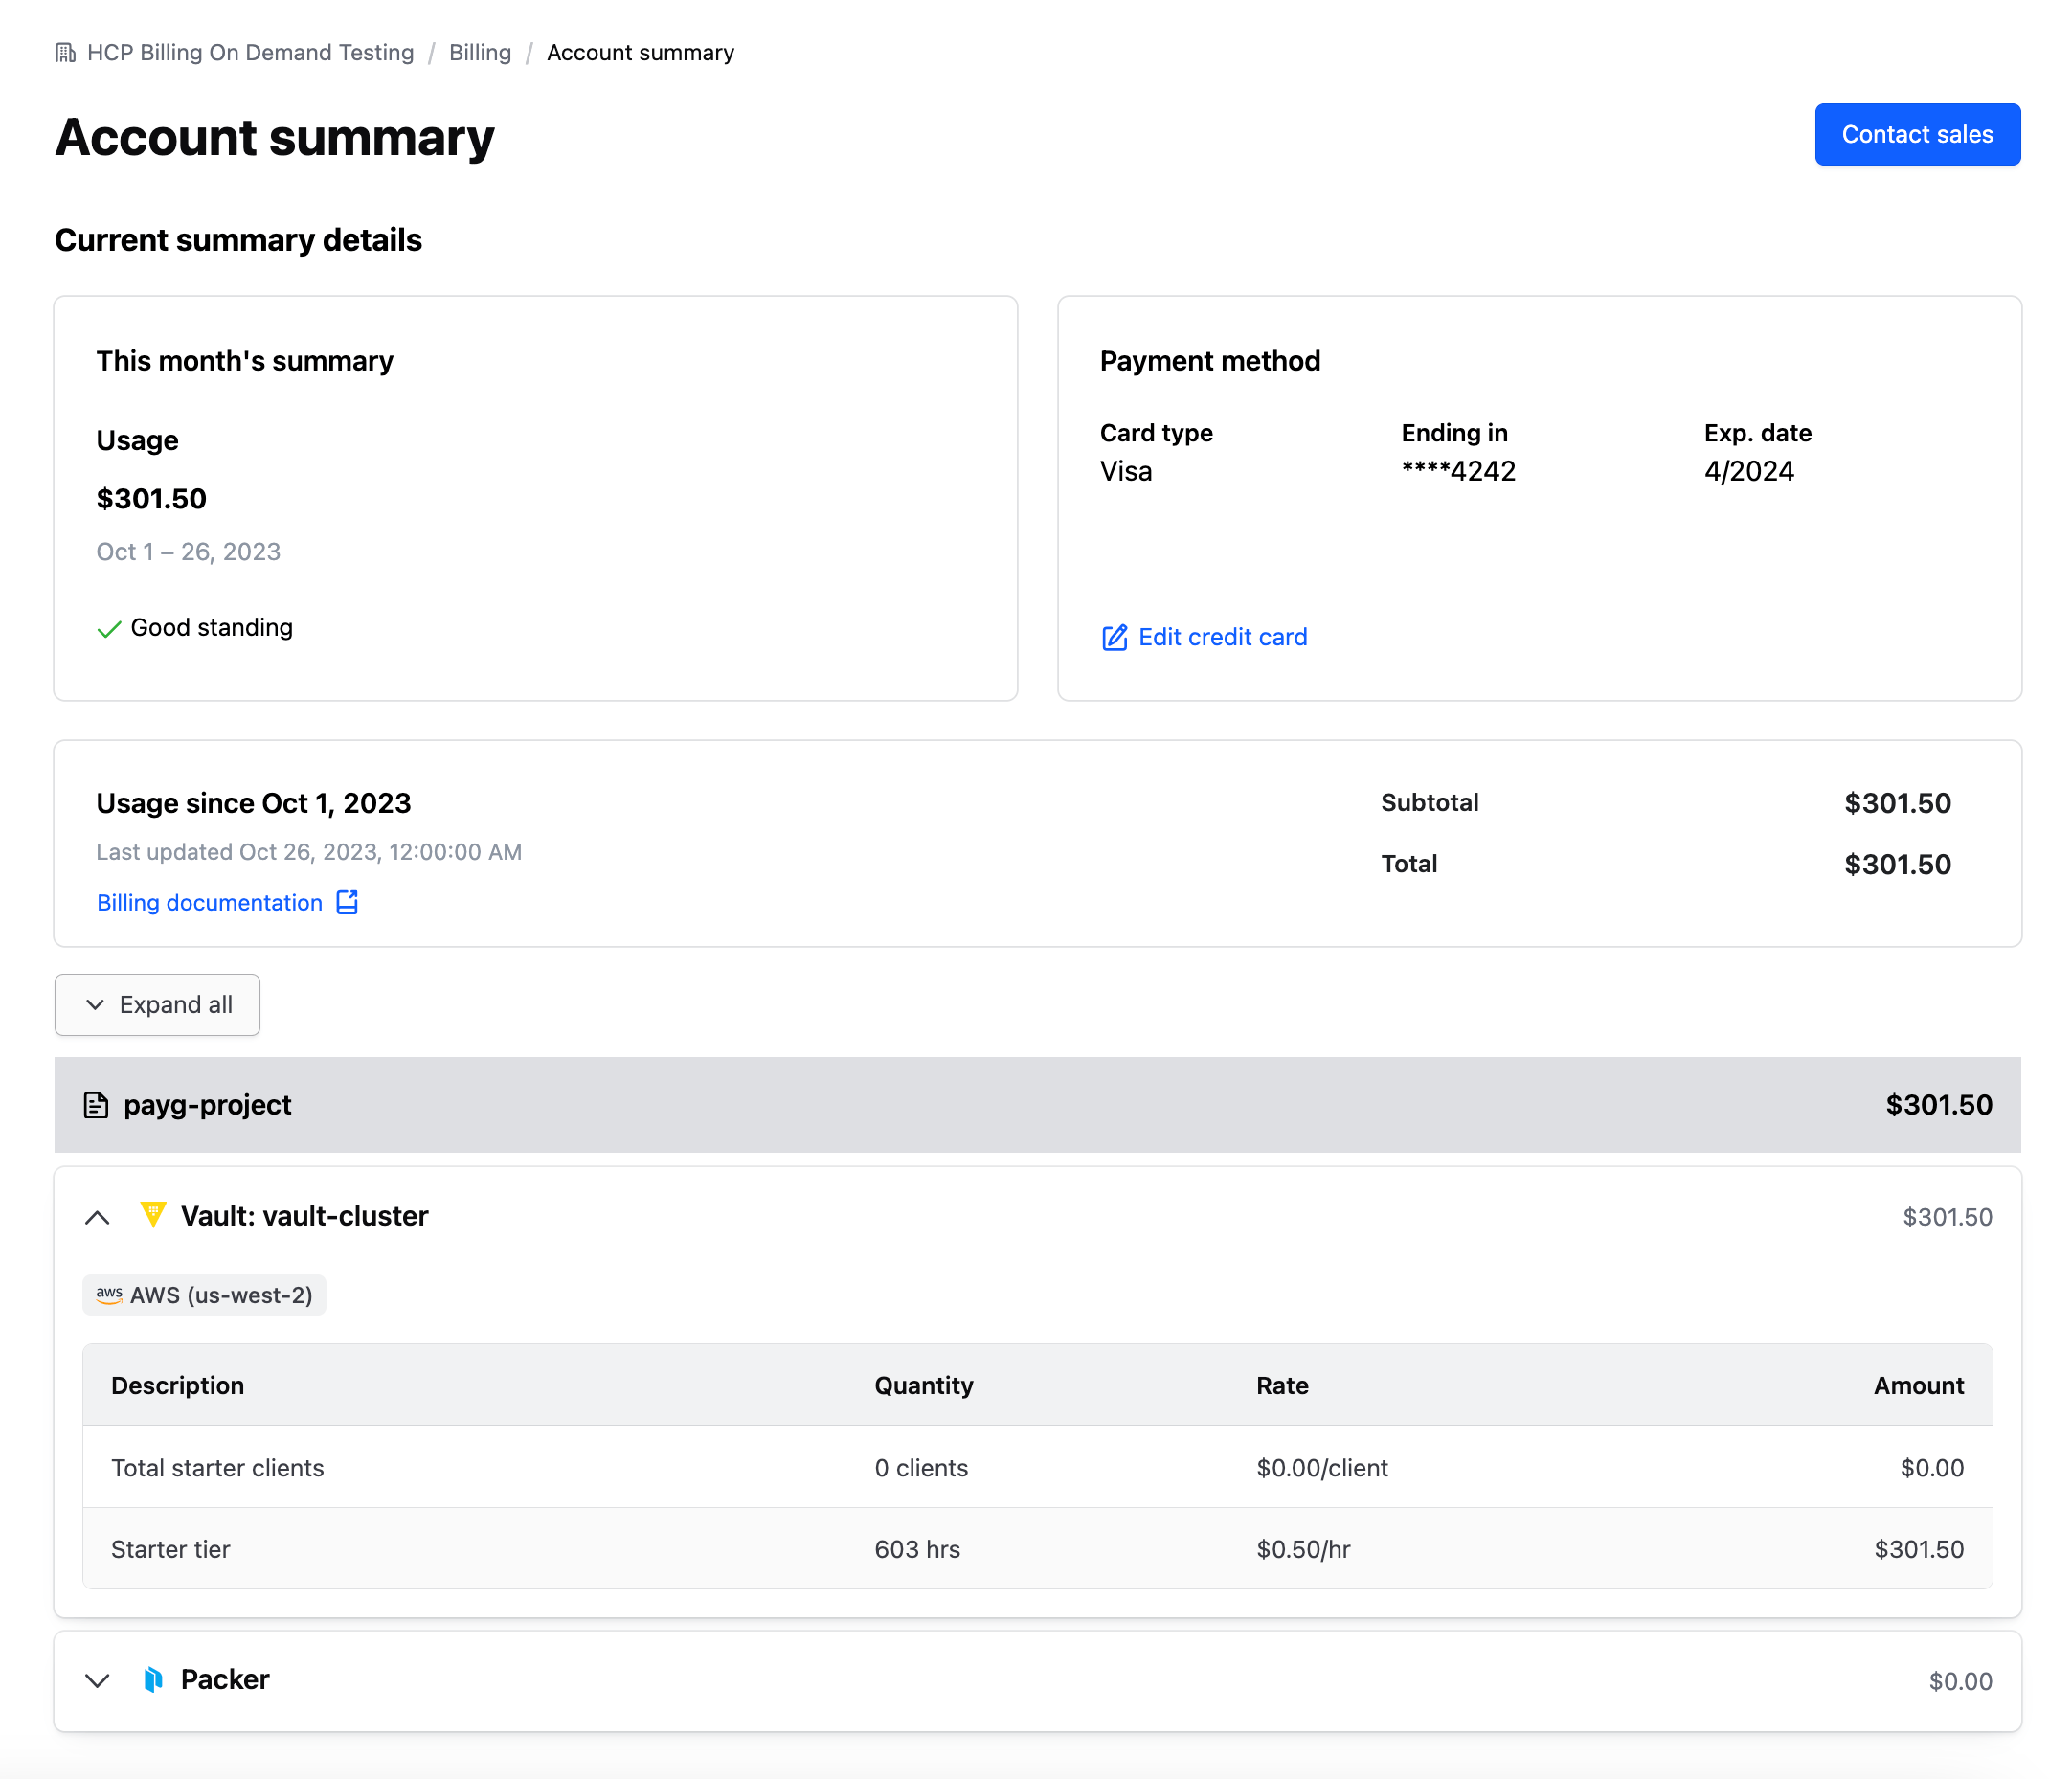 HCP Billing On Demand Testing / Billing / Account summary
Account summary
Contact sales
Current summary details
This month's summary
Usage
$301.50
Oct 1 – 26, 2023
Good standing
Payment method
Card type Ending in Exp. date
Visa ****4242 4/2024
Edit credit card
Usage since Oct 1, 2023
Last updated Oct 26, 2023, 12:00:00 AM
Billing documentation
Subtotal $301.50
Total $301.50
Expand all
payg-project $301.50
Vault: vault-cluster $301.50
aws AWS (us-west-2)
Description Quantity Rate Amount
Total starter clients 0 clients $0.00/client $0.00
Starter tier 603 hrs $0.50/hr $301.50
Packer $0.00